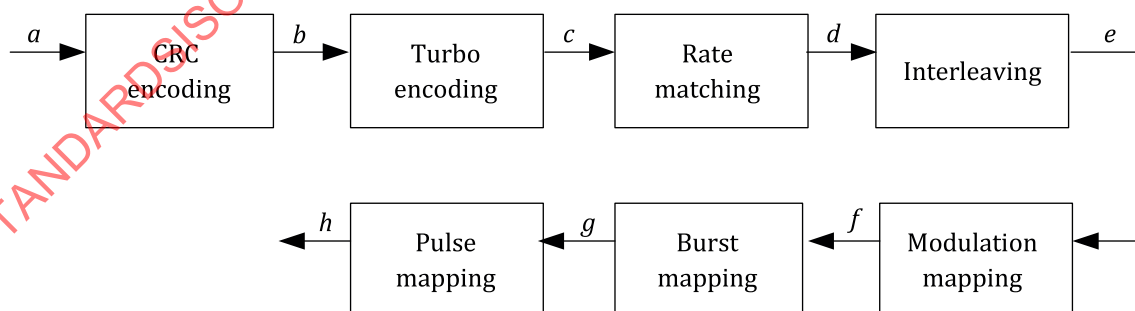 a
CRC
encoding
b
Turbo
encoding
c
Rate
matching
d
Interleaving
e
h
Pulse
mapping
g
Burst
mapping
f
Modulation
mapping
TANDARDSISO